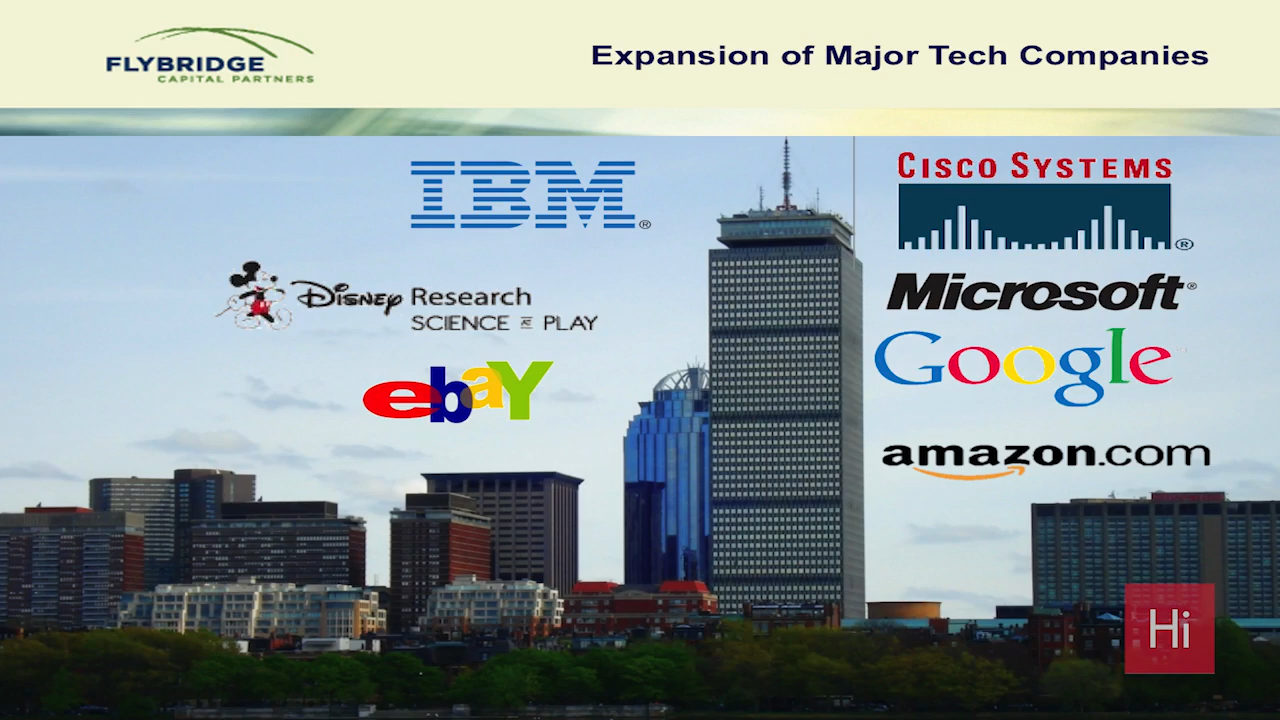 FLYBRIDGE
CAPITAL PARTNERS
Expansion of Major Tech Companies
IBM®
Disney Research
SCIENCE & PLAY
ebay
CISCO SYSTEMS
®
Microsoft®
Google
amazon.com
Hi